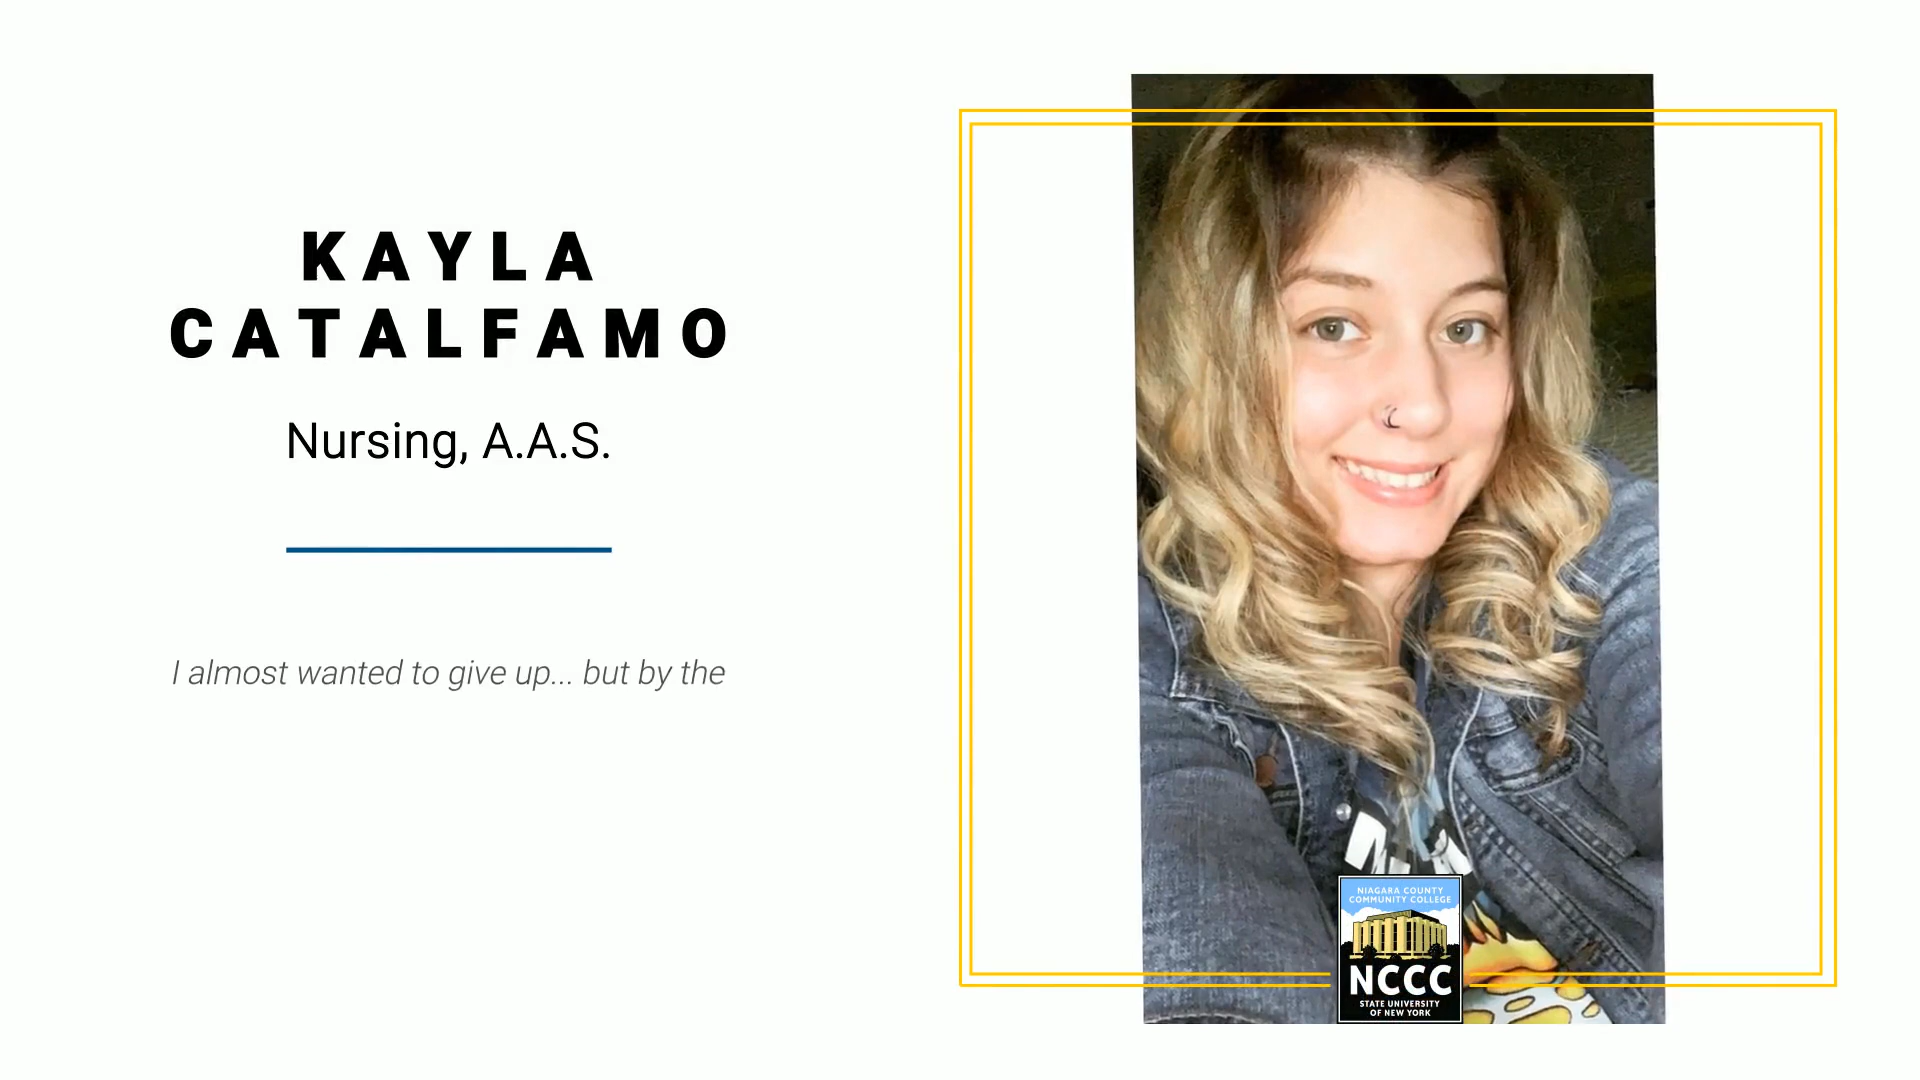 KAYLA
CATALFAMO
Nursing, A.A.S.
I almost wanted to give up... but by the
NIAGARA COUNTY
COMMUNITY COLLEGE
NCCC
STATE UNIVERSITY
OF NEW YORK